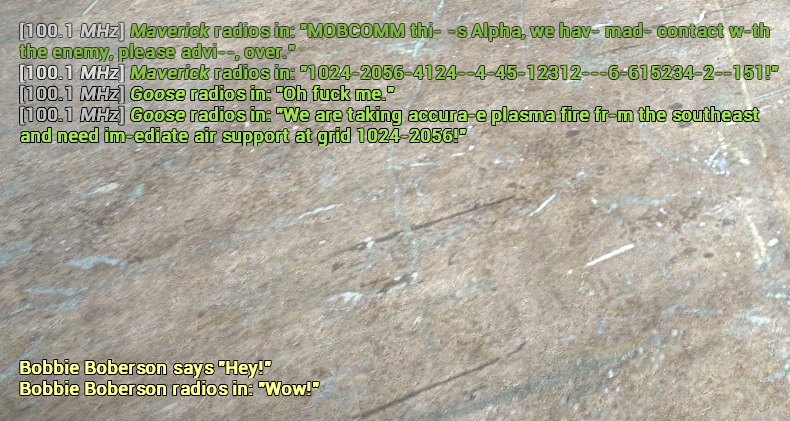 [100.1 MHz] Maverick radios in: "MOBCOMM thi- -s Alpha, we hav- mad- contact w-th
the enemy, please advi--, over."
[100.1 MHz] Maverick radios in: "1024-2056-4124--4-45-12312---6-615234-2--151!"
[100.1 MHz] Goose radios in: "Oh fuck me."
[100.1 MHz] Goose radios in: "We are taking accura-e plasma fire fr-m the southeast
and need im-ediate air support at grid 1024-2056!"
Bobbie Boberson says "Hey!"
Bobbie Boberson radios in: "Wow!"